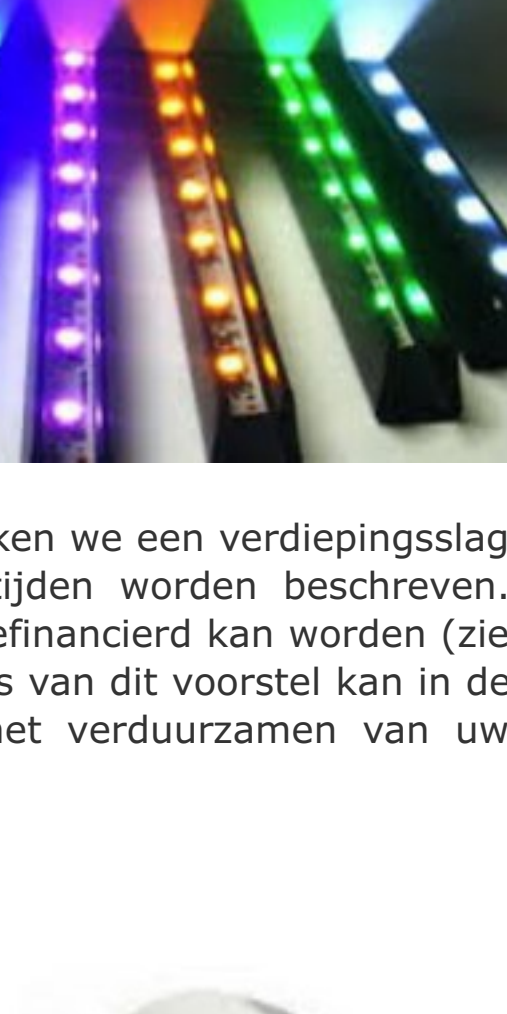 ken we een verdiepingsslag
tijden worden beschreven.
efinancierd kan worden (zie
s van dit voorstel kan in de
et verduurzamen van uw